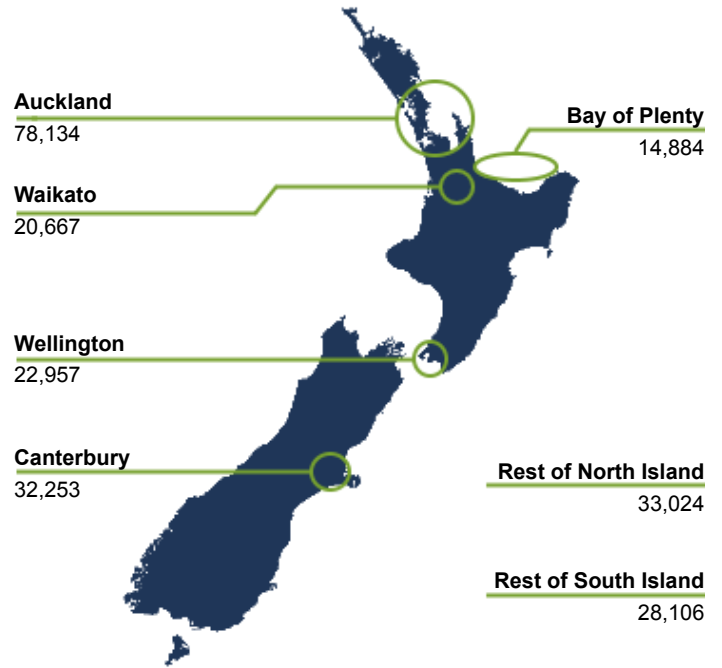 Auckland
78,134
Bay of Plenty
14,884
Waikato
20,667
Wellington
22,957
Canterbury
32,253
Rest of North Island
33,024
Rest of South Island
28,106